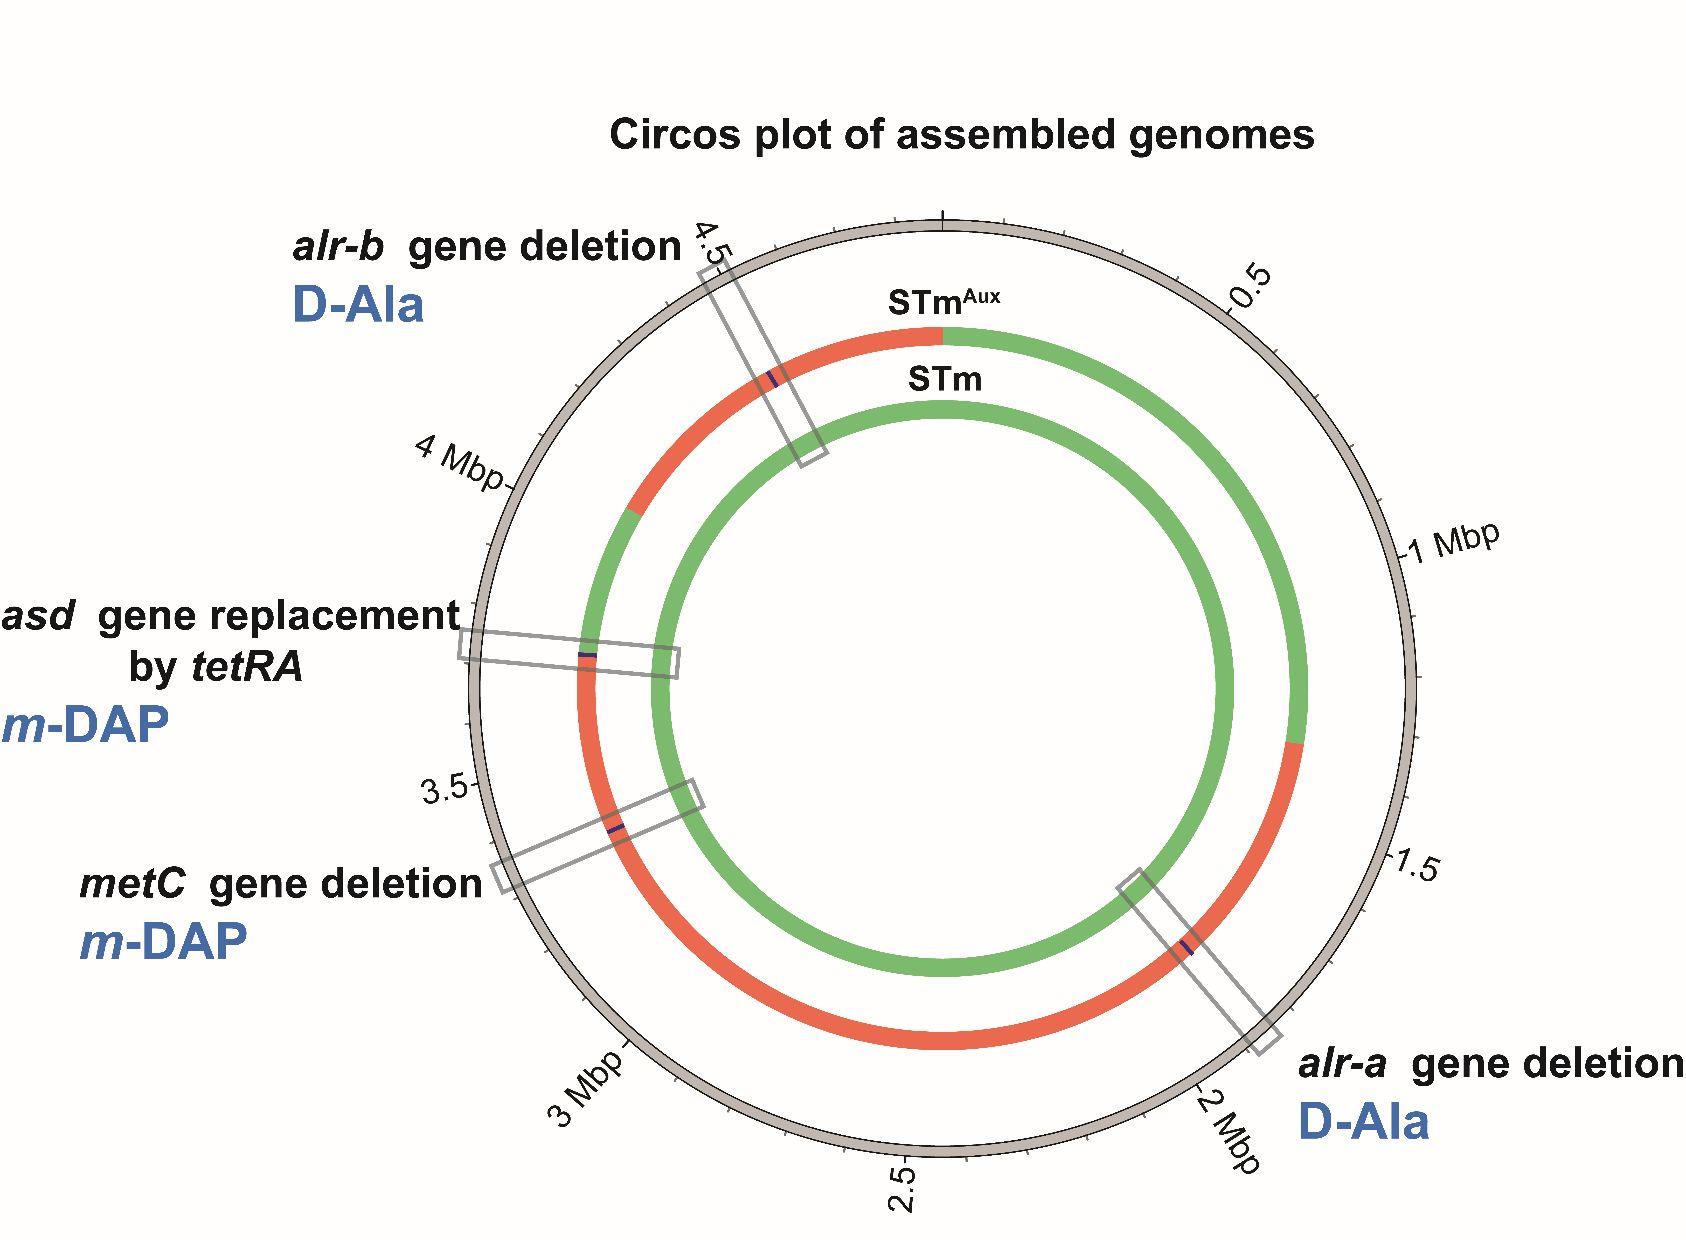 Circos plot of assembled genomes
alr-b gene deletion
D-Ala
4.5
0.5
STmAux
STm
4 Mbp
1 Mbp
asd gene replacement
by tetRA
m-DAP
3.5
1.5
metC gene deletion
m-DAP
3 Mbp
alr-a gene deletion
D-Ala
2 Mbp
2.5